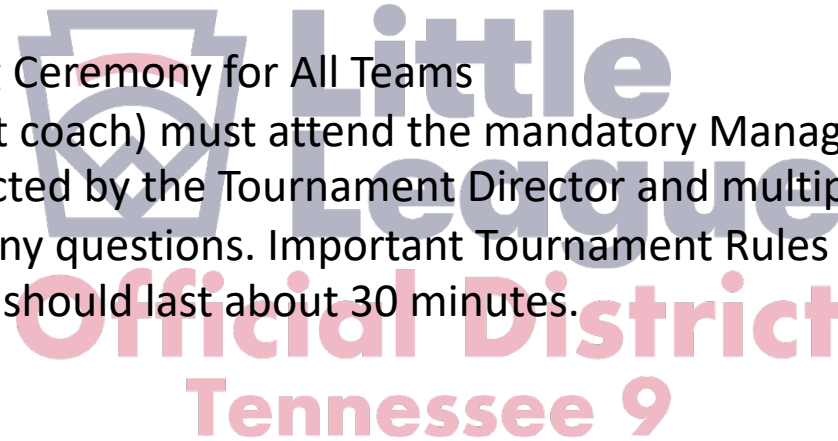 Ceremony for All Teams
t coach) must attend the mandatory Manag
cted by the Tournament Director and multip
ny questions. Important Tournament Rules
should last about 30 minutes.
Little
League
Official District
Tennessee 9